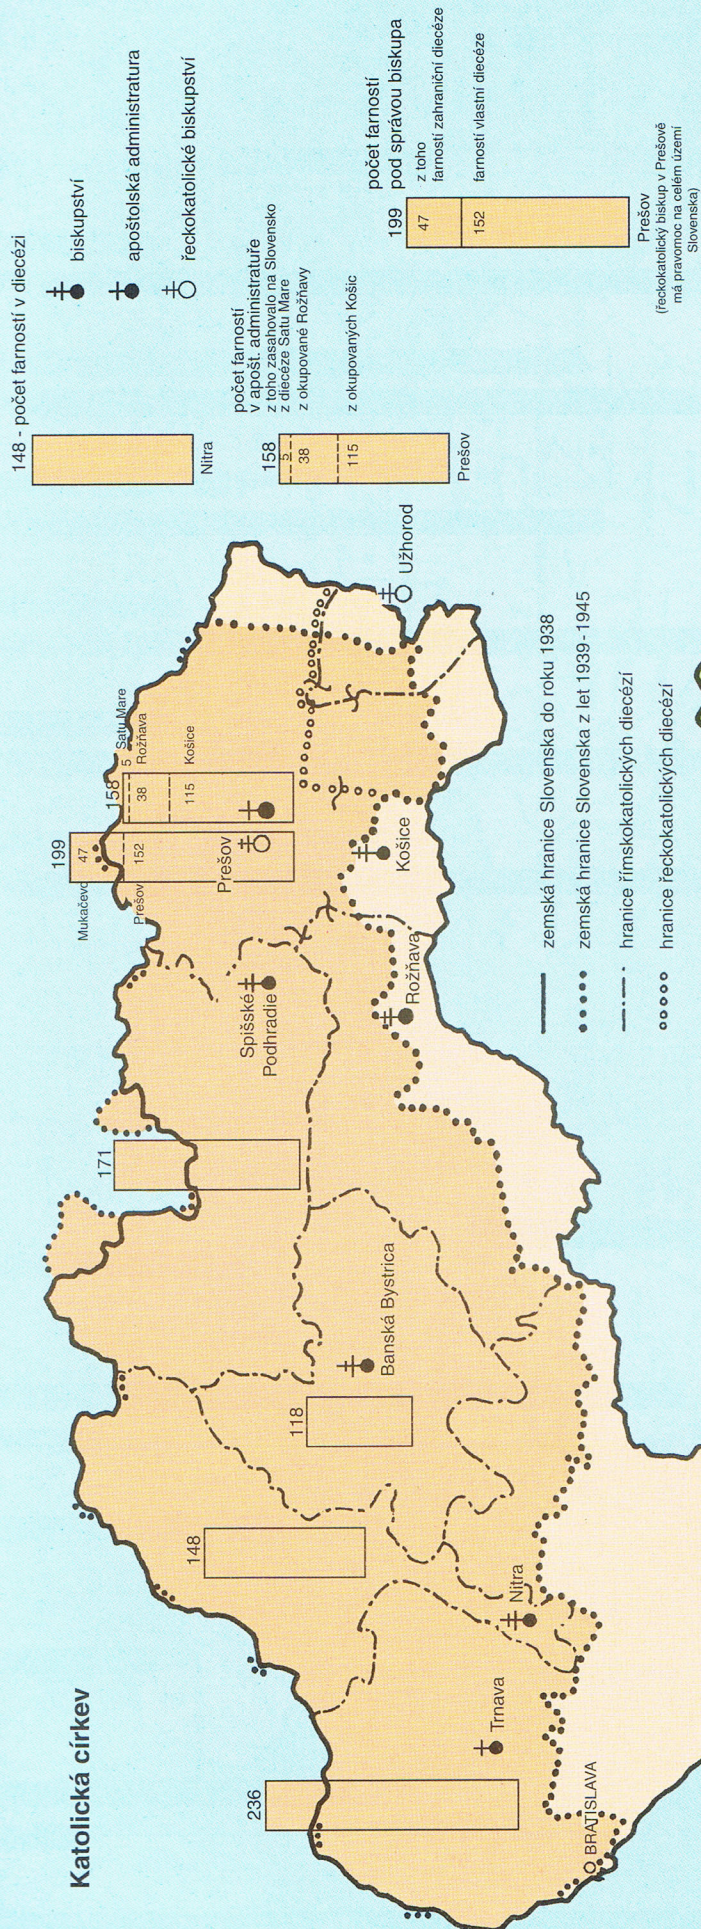 Katolická církev
148 - počet farností v diecézi
Nitra
biskupství
apoštolská administratura
řeckokatolické biskupství
počet farností
v apošt. administratuře
z toho zasahovalo na Slovensko
z diecéze Satu Mare
z okupované Rožňavy
z okupovaných Košic
158
5
38
115
Prešov
počet farností
pod správou biskupa
z toho
farností zahraniční diecéze
farností vlastní diecéze
199
47
152
Prešov
(řeckokatolický biskup v Prešově
má pravomoc na celém území
Slovenska)
236
148
118
171
199
47
152
Mukačevo
Prešov
158
5
38
115
Satu Mare
Rožňava
Košice
Prešov
Spišské
Podhradie
Banská Bystrica
Nitra
Trnava
BRATISLAVA
Rožňava
Košice
Užhorod
zemská hranice Slovenska do roku 1938
zemská hranice Slovenska z let 1939-1945
hranice římskokatolických diecézí
hranice řeckokatolických diecézí